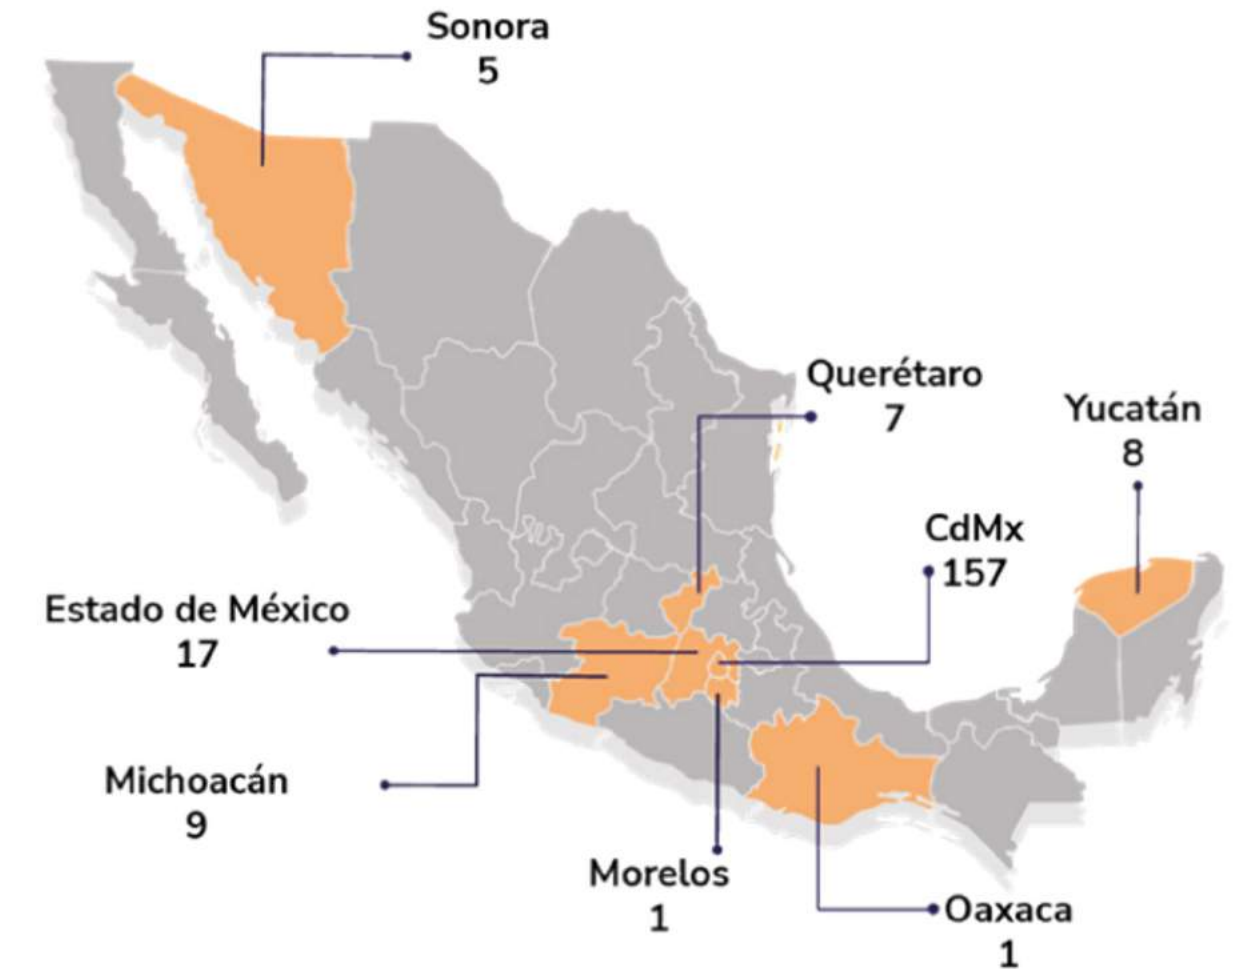 Sonora
5
Querétaro
7
Yucatán
8
CdMx
157
Estado de México
17
Michoacán
9
Morelos
1
Oaxaca
1